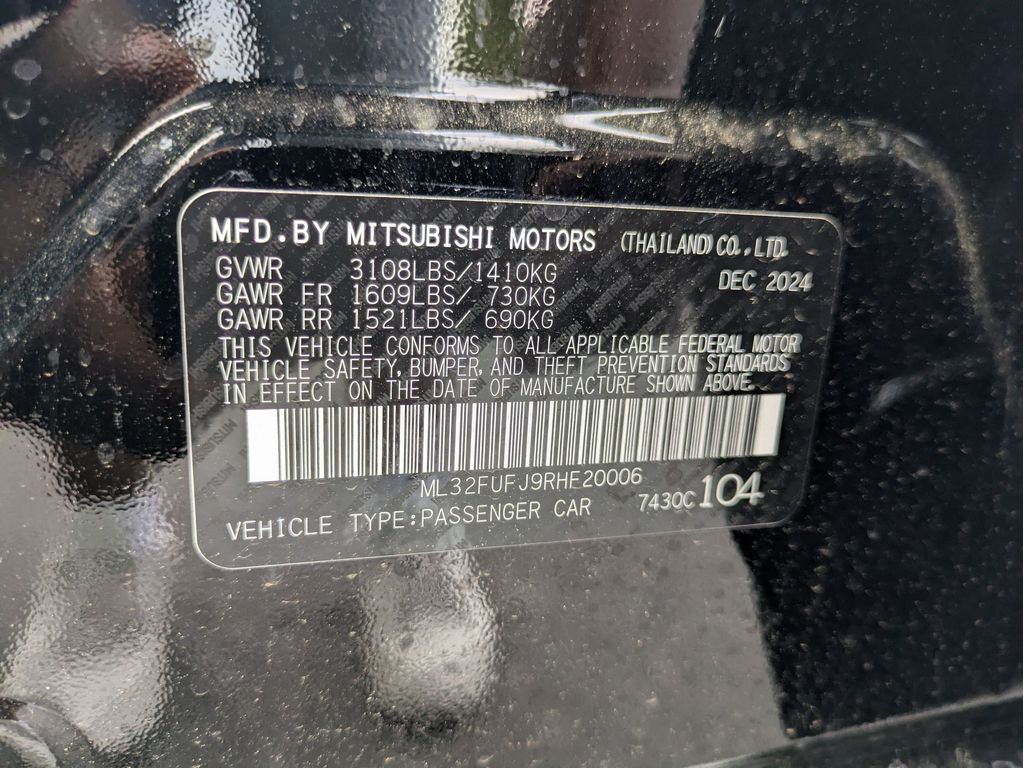 MFD.BY MITSUBISHI MOTORS (THAILAND) CO.,LTD.
GVWR 3108LBS/1410KG DEC 2024
GAWR FR 1609LBS/ 730KG
GAWR RR 1521LBS/ 690KG
THIS VEHICLE CONFORMS TO ALL APPLICABLE FEDERAL MOTOR
VEHICLE SAFETY, BUMPER, AND THEFT PREVENTION STANDARDS
IN EFFECT ON THE DATE OF MANUFACTURE SHOWN ABOVE.
ML32FUFJ9RHF20006
VEHICLE TYPE:PASSENGER CAR 7430C 104